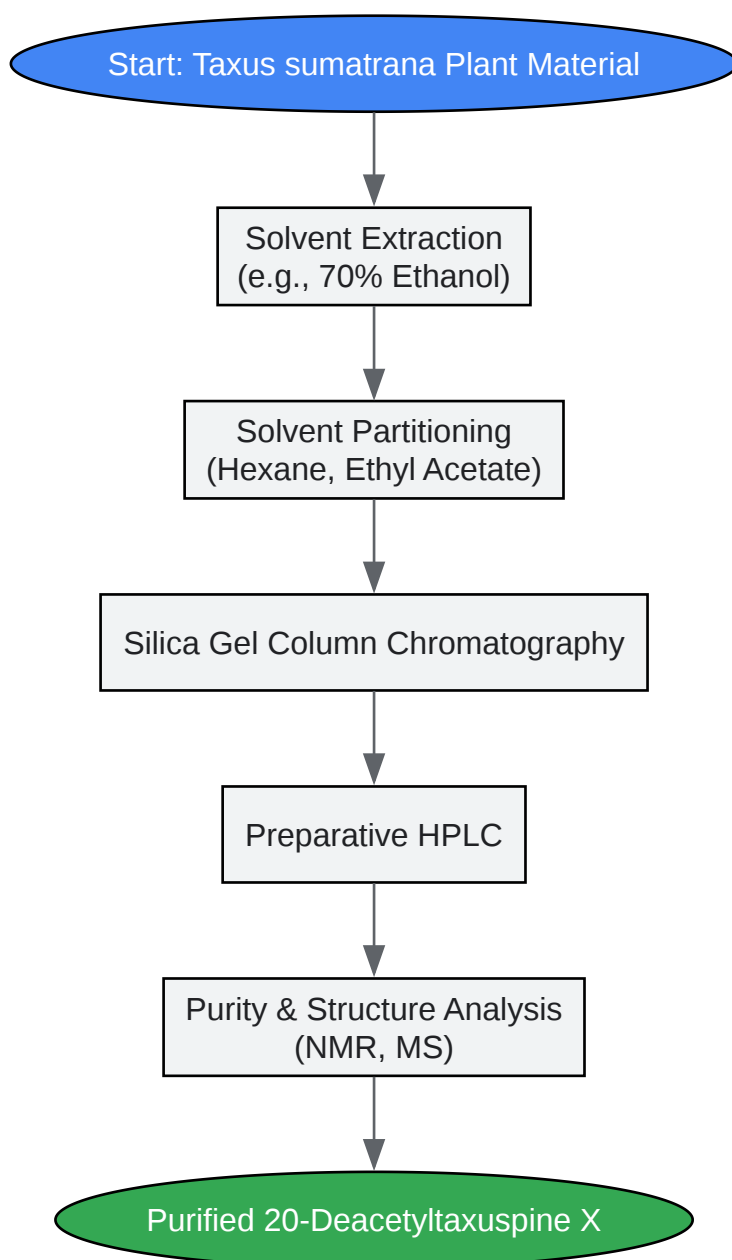 Start: Taxus sumatrana Plant Material
Solvent Extraction
(e.g., 70% Ethanol)
Solvent Partitioning
(Hexane, Ethyl Acetate)
Silica Gel Column Chromatography
Preparative HPLC
Purity & Structure Analysis
(NMR, MS)
Purified 20-Deacetyltaxuspine X